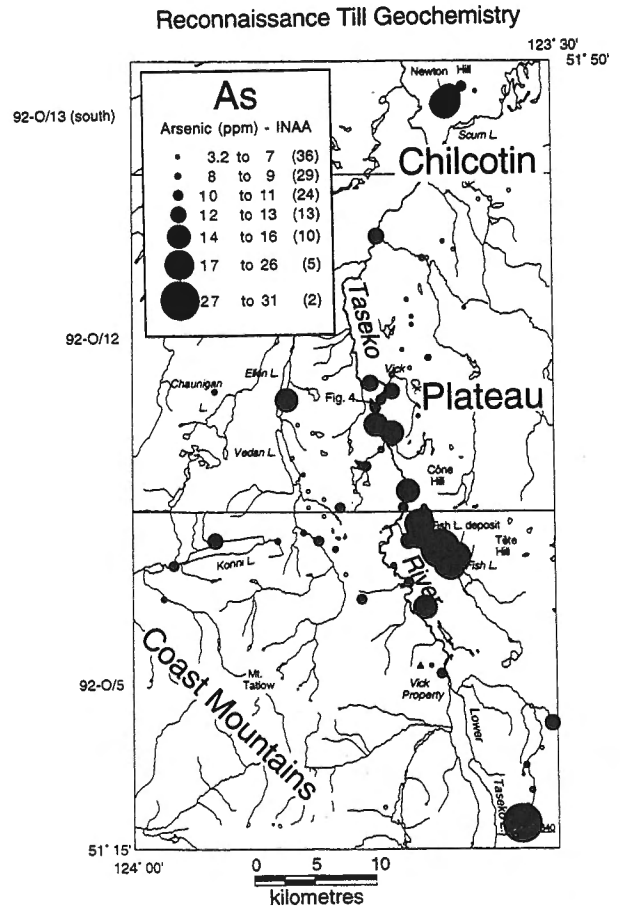 Reconnaissance Till Geochemistry
123° 30'
51° 50'
92-O/13 (south)
As
Arsenic (ppm) - INAA
3.2 to 7 (36)
8 to 9 (29)
10 to 11 (24)
12 to 13 (13)
14 to 16 (10)
17 to 26 (5)
27 to 31 (2)
Newton Hill
Scum L.
Chilcotin
Taseko
92-O/12
Elfin L.
Vick
Chaunigan L.
Fig. 4
Ck.
Plateau
Vedan L.
Cône Hill
Fish L. deposit
Tête Hill
Fish L.
Konni L.
River
Coast Mountains
Mt. Tatlow
92-O/5
Vick Property
Lower
Taseko L.
51° 15'
124° 00'
0 5 10
kilometres